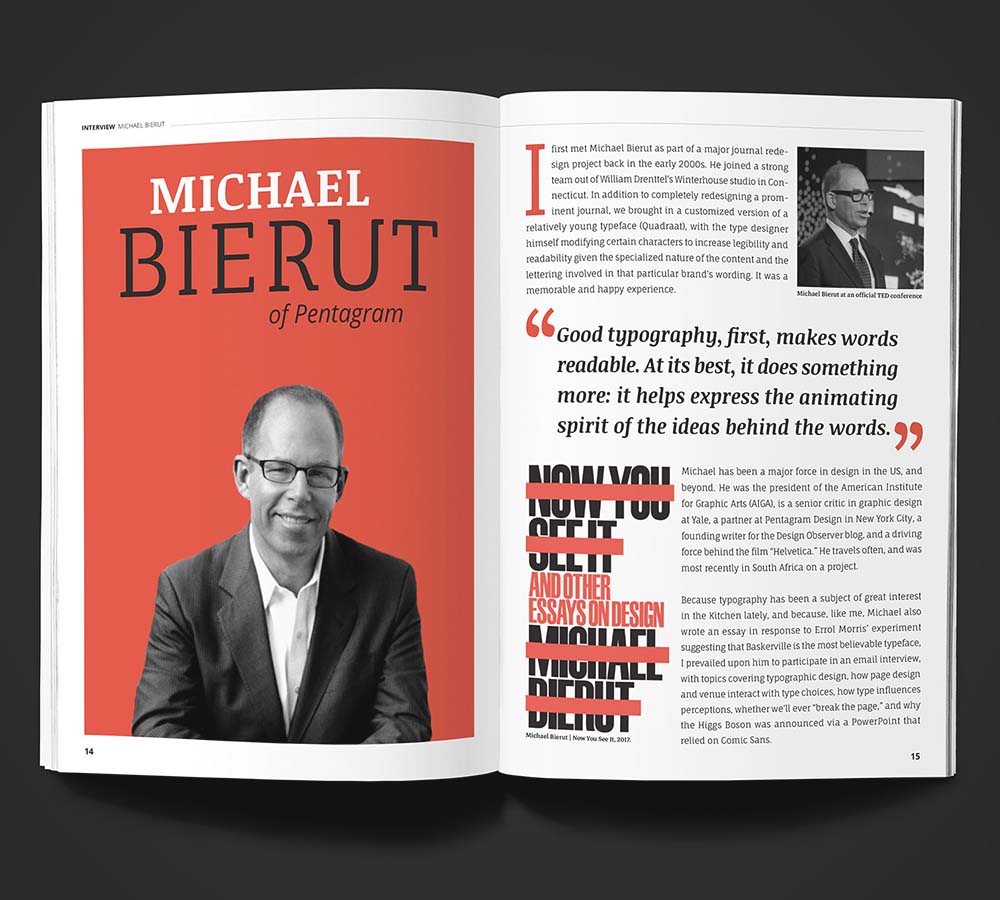 INTERVIEW MICHAEL BIERUT
MICHAEL
BIERUT
of Pentagram
14
I first met Michael Bierut as part of a major journal rede-
sign project back in the early 2000s. He joined a strong
team out of William Drenttel's Winterhouse studio in Con-
necticut. In addition to completely redesigning a prom-
inent journal, we brought in a customized version of a
relatively young typeface (Quadraat), with the type designer
himself modifying certain characters to increase legibility and
readability given the specialized nature of the content and the
lettering involved in that particular brand's wording. It was a
memorable and happy experience.
Michael Bierut at an official TED conference
“Good typography, first, makes words
readable. At its best, it does something
more: it helps express the animating
spirit of the ideas behind the words.”
NOW YOU
SEE IT
AND OTHER
ESSAYS ON DESIGN
MICHAEL
BIERUT
Michael Bierut | Now You See It, 2017.
Michael has been a major force in design in the US, and
beyond. He was the president of the American Institute
for Graphic Arts (AIGA), is a senior critic in graphic design
at Yale, a partner at Pentagram Design in New York City, a
founding writer for the Design Observer blog, and a driving
force behind the film “Helvetica.” He travels often, and was
most recently in South Africa on a project.
Because typography has been a subject of great interest
in the Kitchen lately, and because, like me, Michael also
wrote an essay in response to Errol Morris' experiment
suggesting that Baskerville is the most believable typeface,
I prevailed upon him to participate in an email interview,
with topics covering typographic design, how page design
and venue interact with type choices, how type influences
perceptions, whether we'll ever “break the page,” and why
the Higgs Boson was announced via a PowerPoint that
relied on Comic Sans.
15